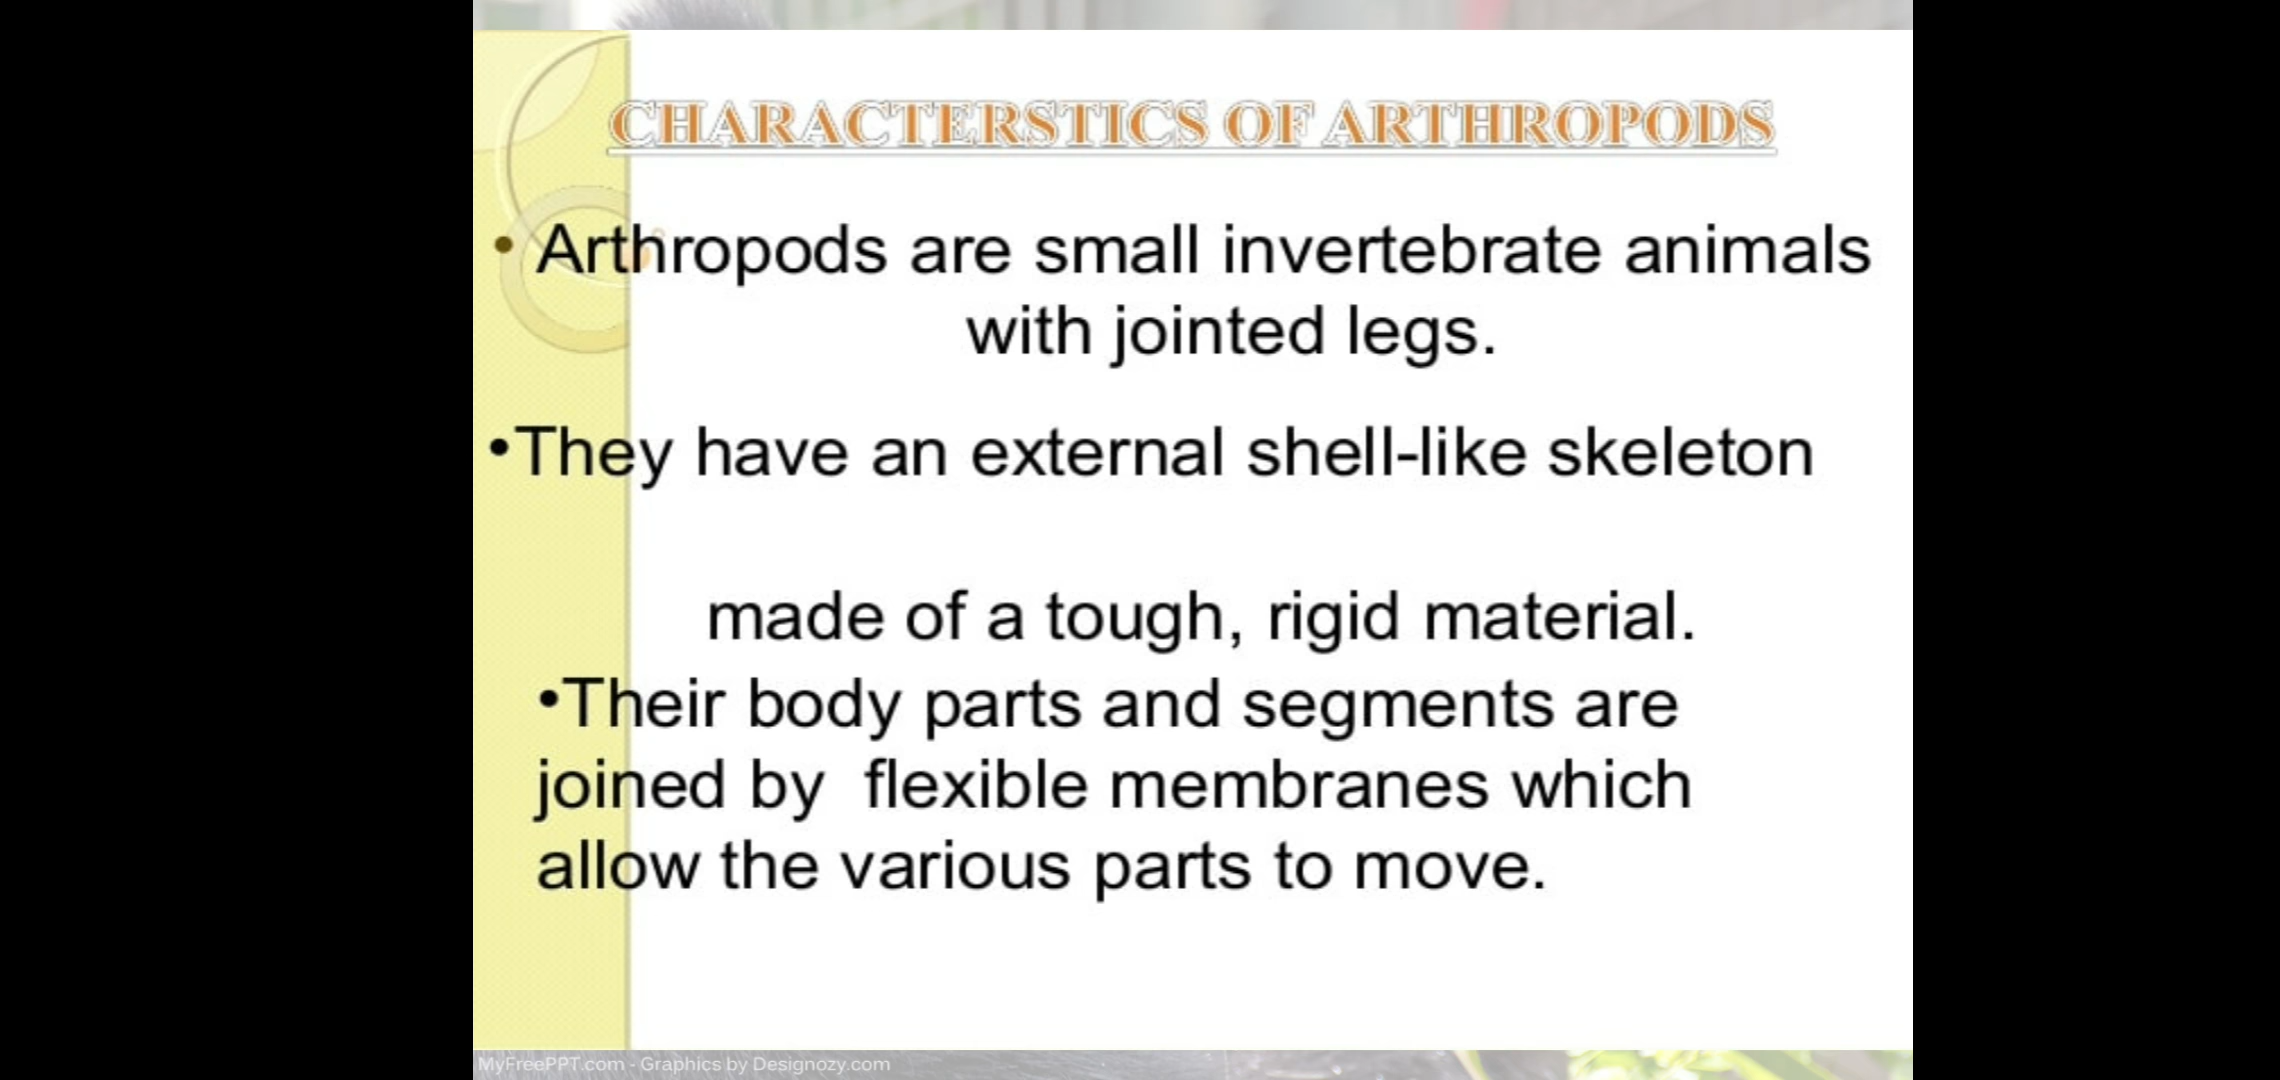 CHARACTERSTICS OF ARTHROPODS
• Arthropods are small invertebrate animals
with jointed legs.
•They have an external shell-like skeleton
made of a tough, rigid material.
•Their body parts and segments are
joined by flexible membranes which
allow the various parts to move.
MyFreePPT.com - Graphics by Designozy.com